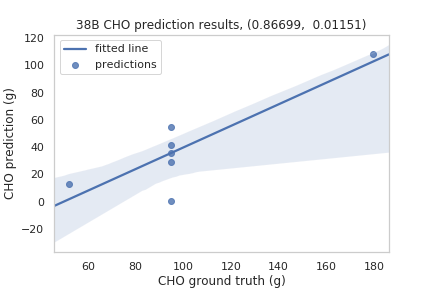 38B CHO prediction results, (0.86699, 0.01151)
fitted line
predictions
CHO prediction (g)
120
100
80
60
40
20
0
−20
60 80 100 120 140 160 180
CHO ground truth (g)